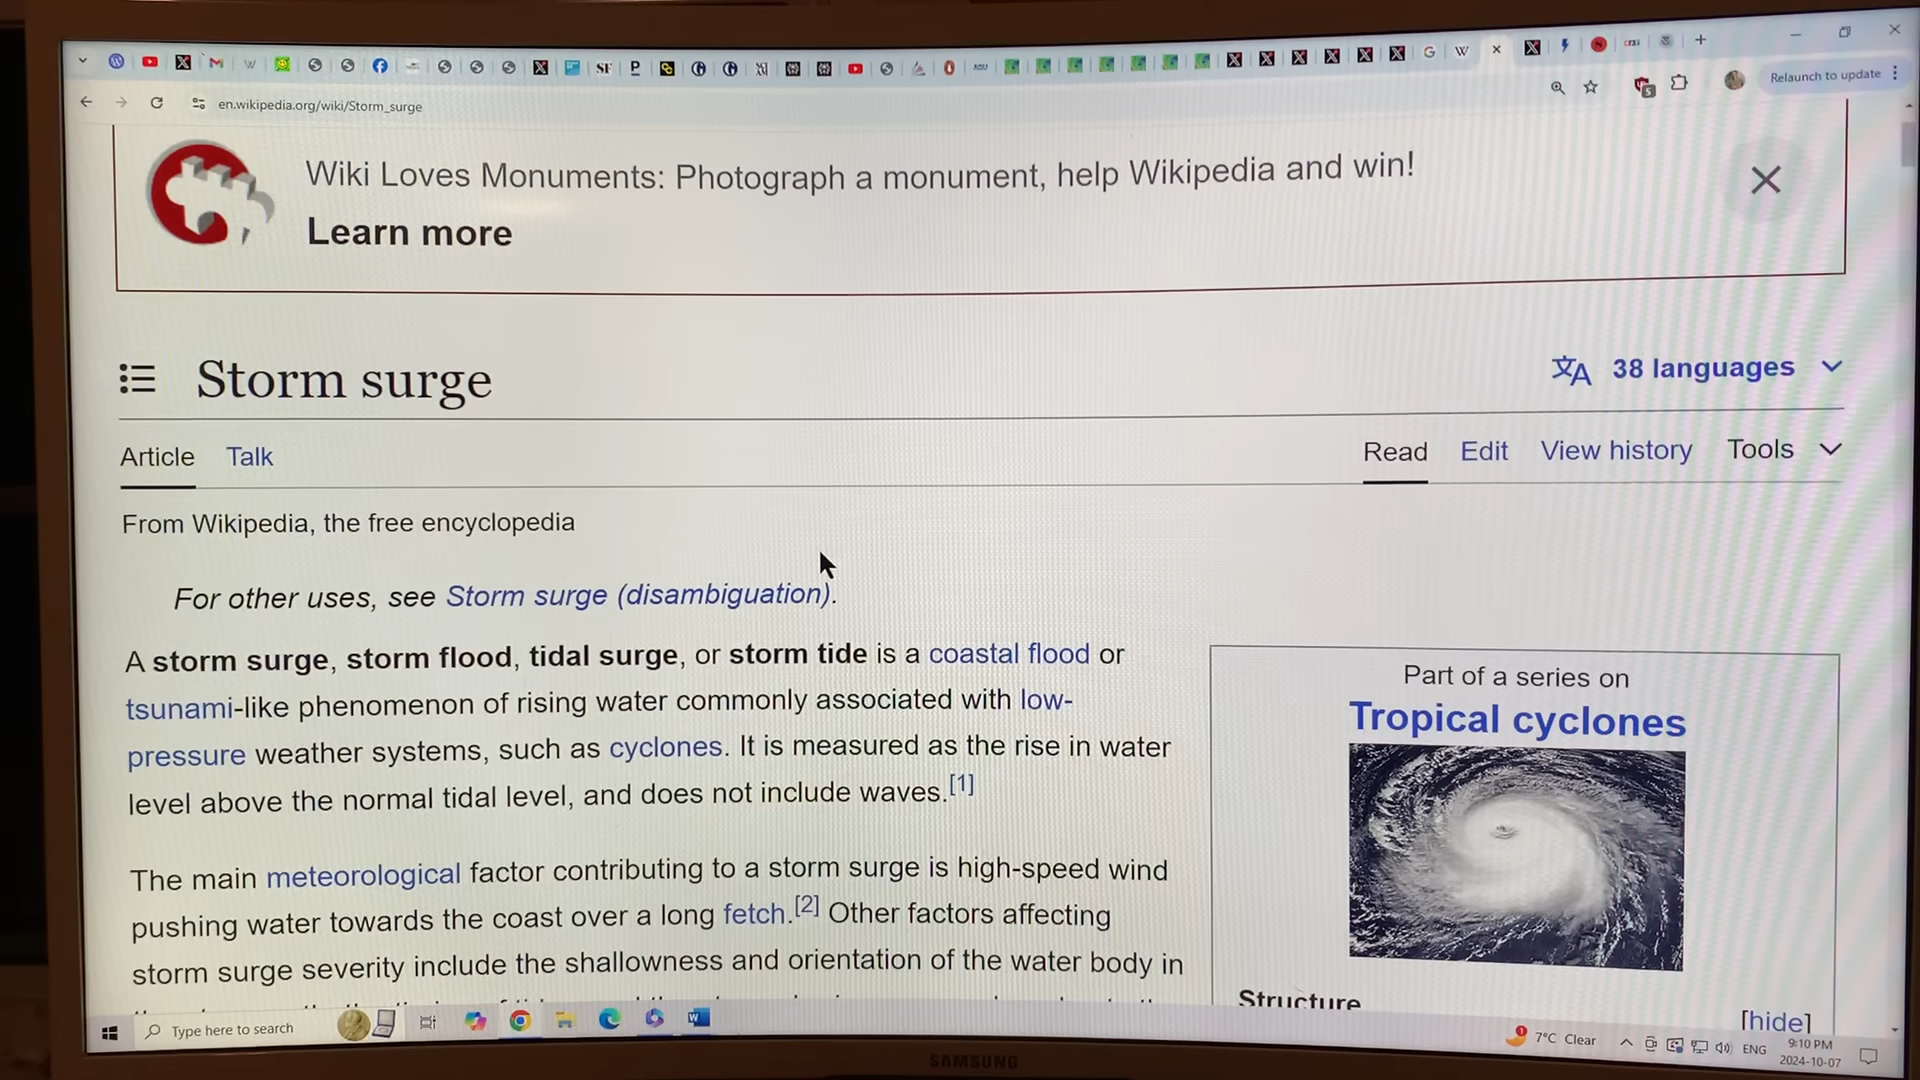 Relaunch to update
en.wikipedia.org/wiki/Storm_surge
Wiki Loves Monuments: Photograph a monument, help Wikipedia and win!
Learn more
Storm surge
38 languages
Article Talk
Read Edit View history Tools
From Wikipedia, the free encyclopedia
For other uses, see Storm surge (disambiguation).
A storm surge, storm flood, tidal surge, or storm tide is a coastal flood or
tsunami-like phenomenon of rising water commonly associated with low-
pressure weather systems, such as cyclones. It is measured as the rise in water
level above the normal tidal level, and does not include waves.[1]
The main meteorological factor contributing to a storm surge is high-speed wind
pushing water towards the coast over a long fetch.[2] Other factors affecting
storm surge severity include the shallowness and orientation of the water body in
Part of a series on
Tropical cyclones
Structure
[hide]
Type here to search
7°C Clear
ENG
9:10 PM
2024-10-07
SAMSUNG